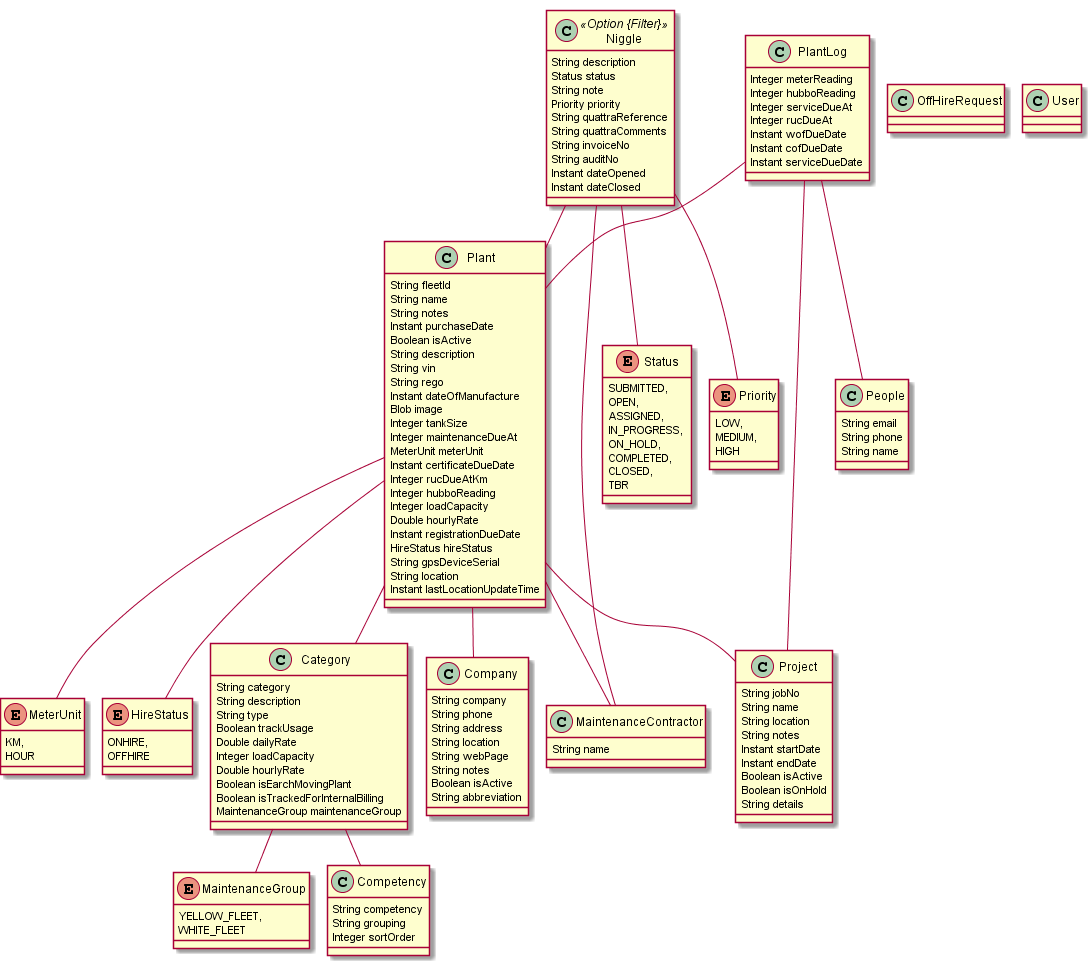 C «Option {Filter}»
Niggle
String description
Status status
String note
Priority priority
String quattraReference
String quattraComments
String invoiceNo
String auditNo
Instant dateOpened
Instant dateClosed
C PlantLog
Integer meterReading
Integer hubboReading
Integer serviceDueAt
Integer rucDueAt
Instant wofDueDate
Instant cofDueDate
Instant serviceDueDate
C OffHireRequest
C User
C Plant
String fleetId
String name
String notes
Instant purchaseDate
Boolean isActive
String description
String vin
String rego
Instant dateOfManufacture
Blob image
Integer tankSize
Integer maintenanceDueAt
MeterUnit meterUnit
Instant certificateDueDate
Integer rucDueAtKm
Integer hubboReading
Integer loadCapacity
Double hourlyRate
Instant registrationDueDate
HireStatus hireStatus
String gpsDeviceSerial
String location
Instant lastLocationUpdateTime
E Status
SUBMITTED,
OPEN,
ASSIGNED,
IN_PROGRESS,
ON_HOLD,
COMPLETED,
CLOSED,
TBR
E Priority
LOW,
MEDIUM,
HIGH
C People
String email
String phone
String name
E MeterUnit
KM,
HOUR
E HireStatus
ONHIRE,
OFFHIRE
C Category
String category
String description
String type
Boolean trackUsage
Double dailyRate
Integer loadCapacity
Double hourlyRate
Boolean isEarchMovingPlant
Boolean isTrackedForInternalBilling
MaintenanceGroup maintenanceGroup
C Company
String company
String phone
String address
String location
String webPage
String notes
Boolean isActive
String abbreviation
C MaintenanceContractor
String name
C Project
String jobNo
String name
String location
String notes
Instant startDate
Instant endDate
Boolean isActive
Boolean isOnHold
String details
E MaintenanceGroup
YELLOW_FLEET,
WHITE_FLEET
C Competency
String competency
String grouping
Integer sortOrder